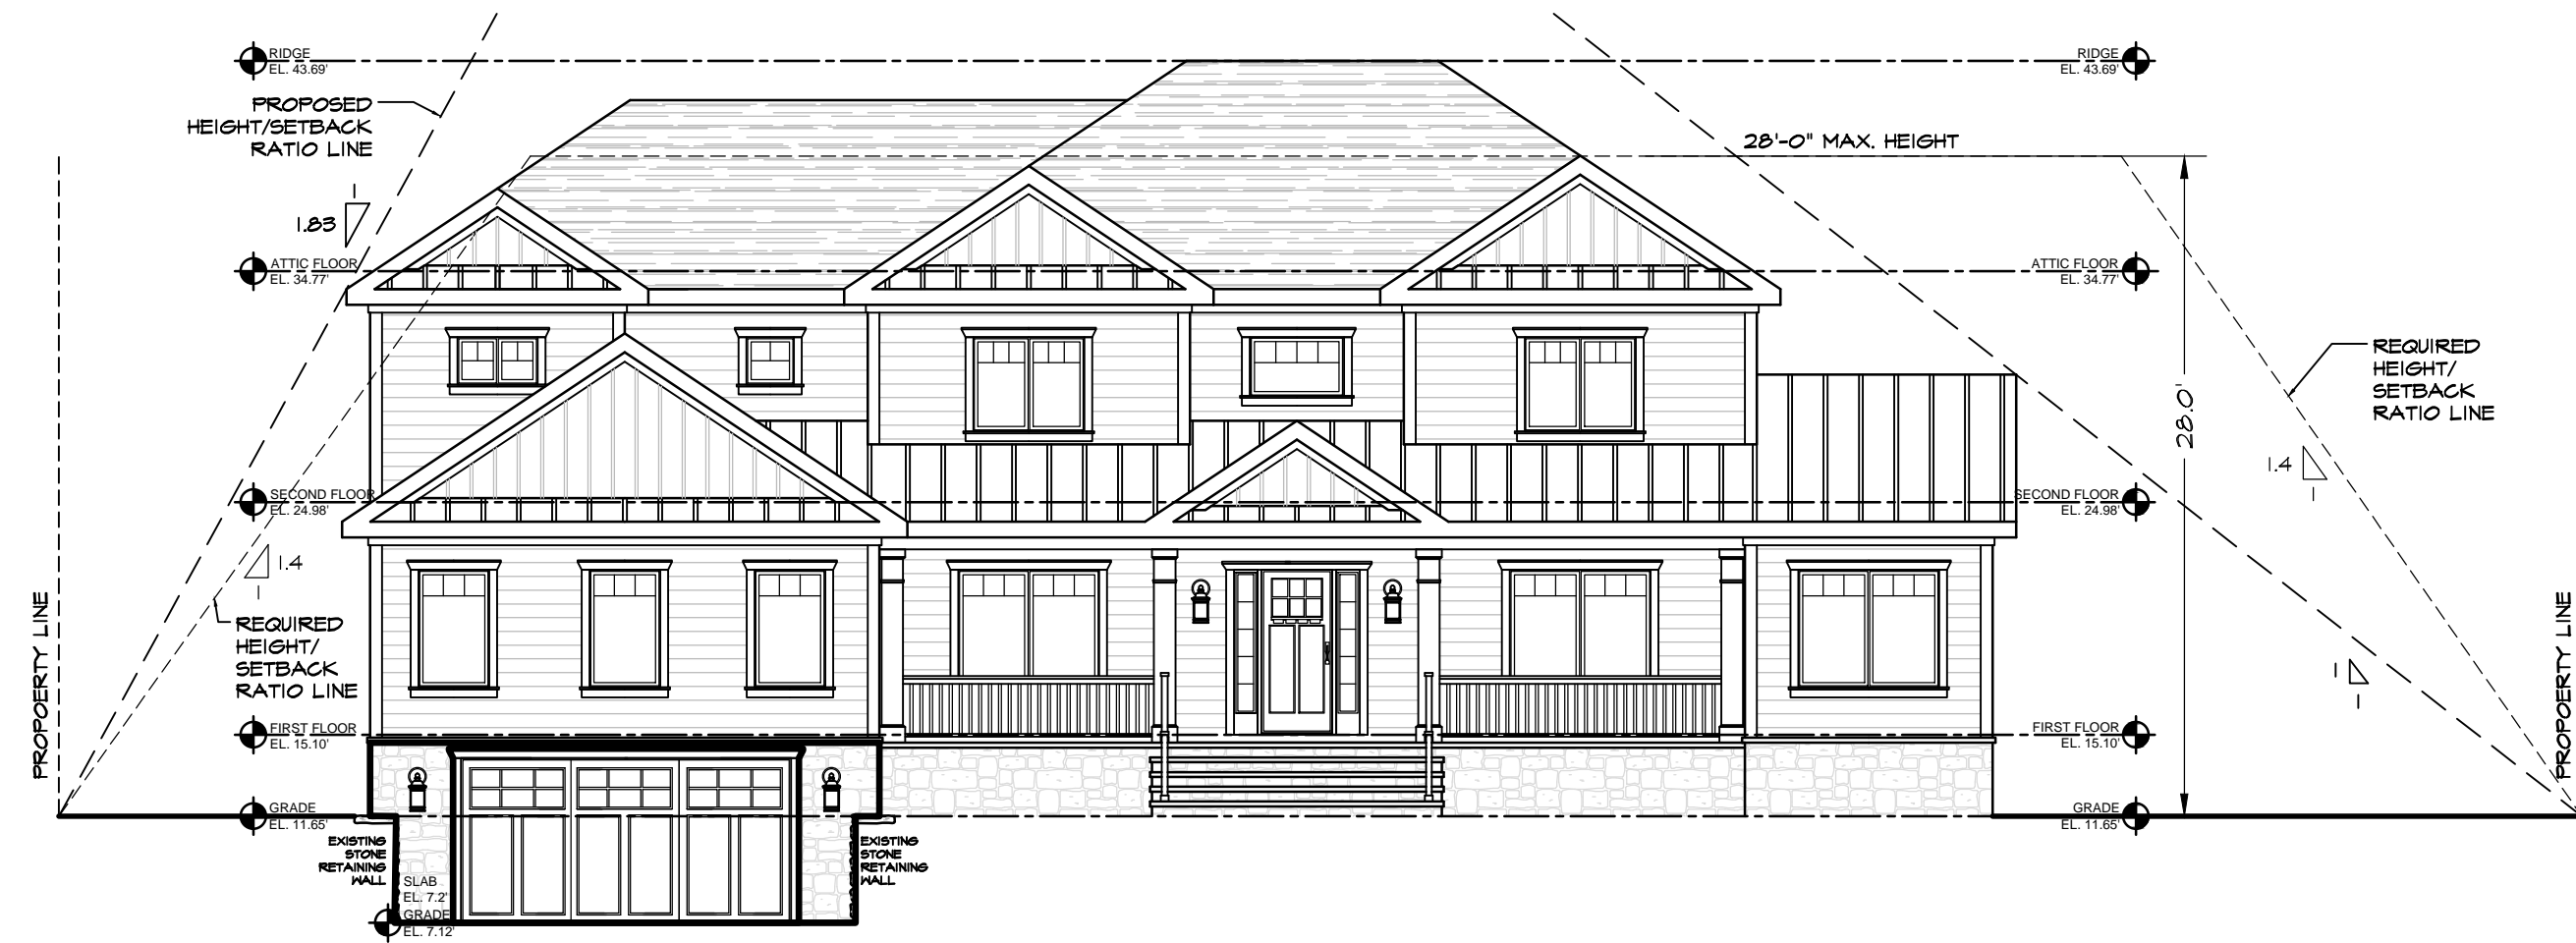 RIDGE
EL. 43.69'
RIDGE
EL. 43.69'
PROPOSED
HEIGHT/SETBACK
RATIO LINE
28'-0" MAX. HEIGHT
1
1.83
ATTIC FLOOR
EL. 34.77'
ATTIC FLOOR
EL. 34.77'
REQUIRED
HEIGHT/
SETBACK
RATIO LINE
28.0'
1.4
1
SECOND FLOOR
EL. 24.98'
SECOND FLOOR
EL. 24.98'
1.4
1
REQUIRED
HEIGHT/
SETBACK
RATIO LINE
PROPOERTY LINE
PROPOERTY LINE
1
1
FIRST FLOOR
EL. 15.10'
FIRST FLOOR
EL. 15.10'
GRADE
EL. 11.65'
GRADE
EL. 11.65'
EXISTING
STONE
RETAINING
WALL
EXISTING
STONE
RETAINING
WALL
SLAB
EL. 7.2'
GRADE
EL. 7.12'